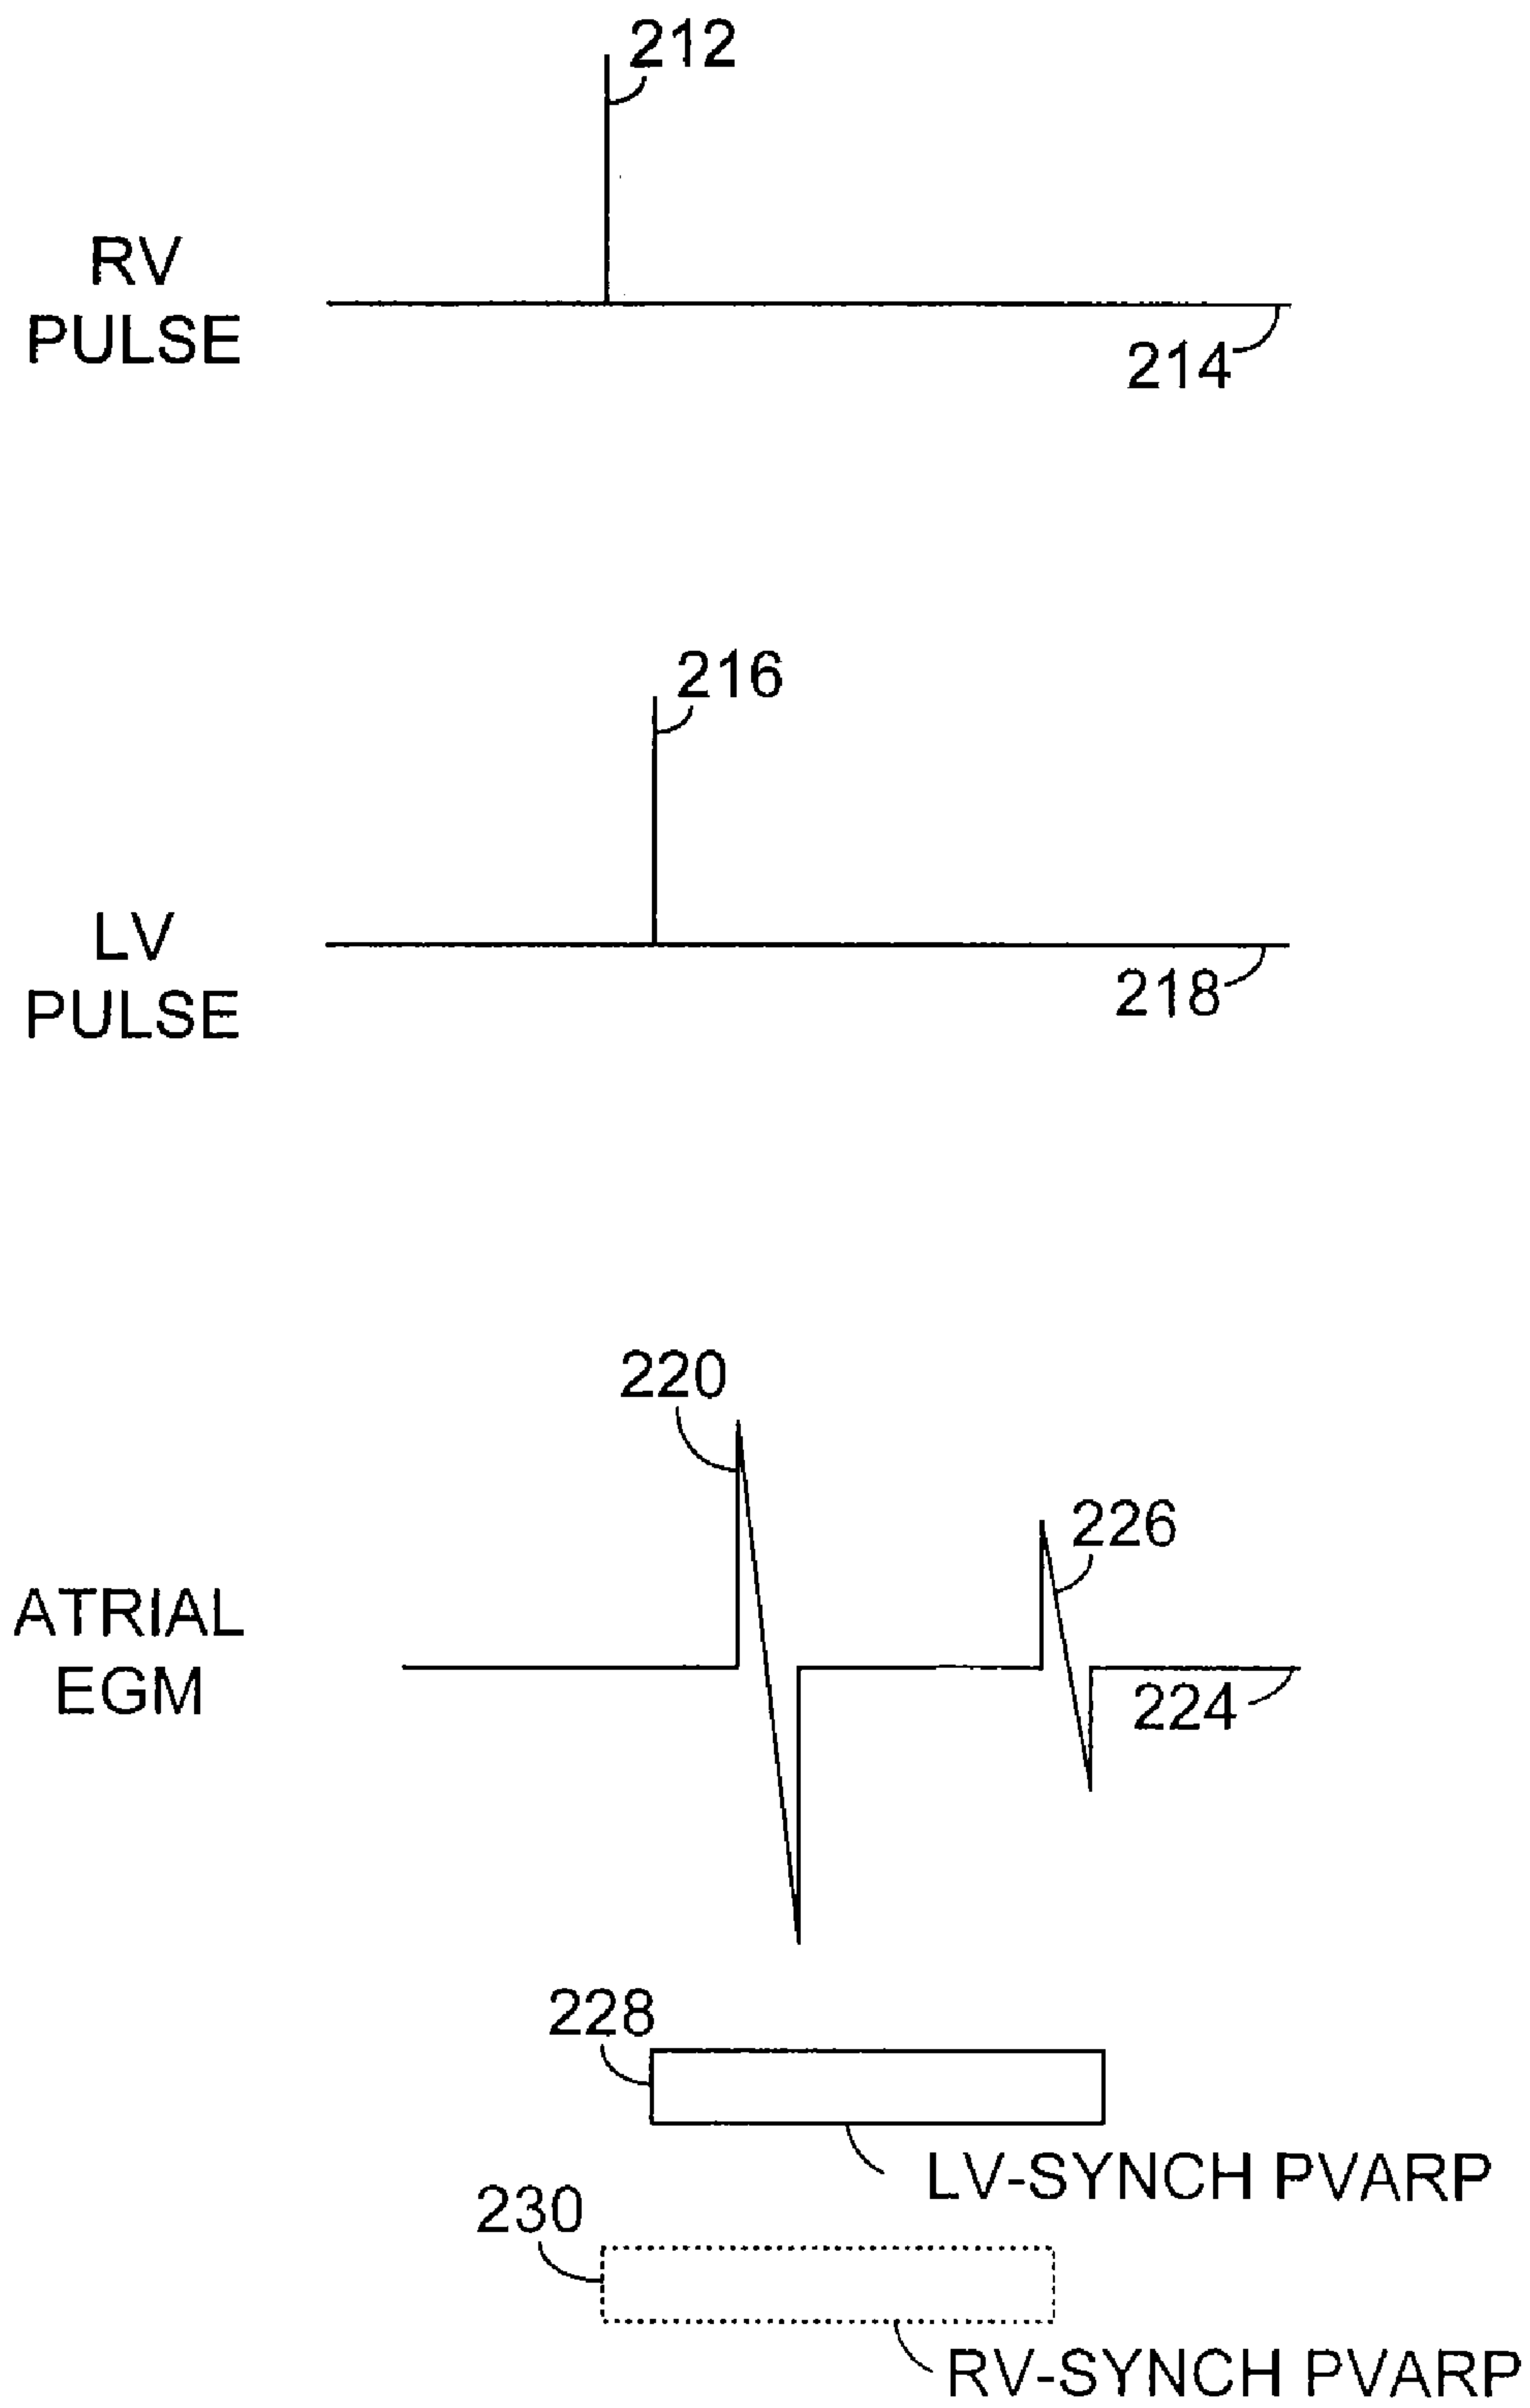 212
RV
PULSE
214
216
LV
PULSE
218
220
226
ATRIAL
EGM
224
228
LV-SYNCH PVARP
230
RV-SYNCH PVARP